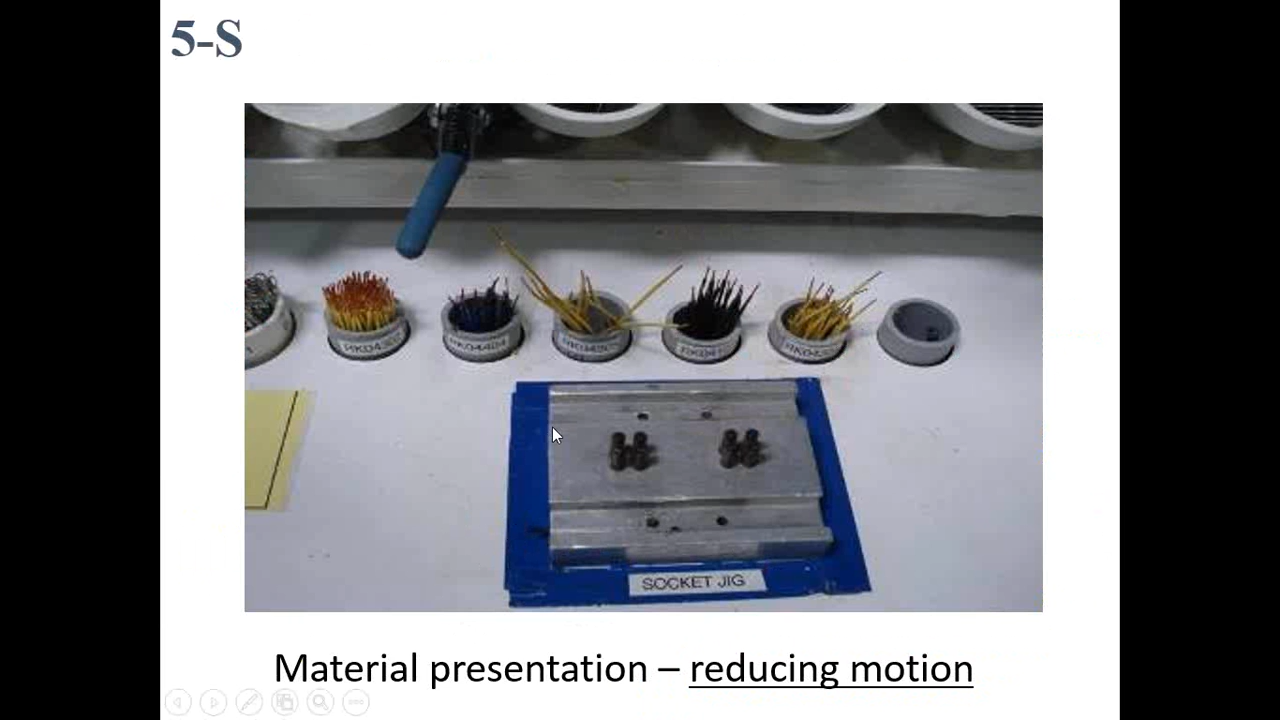 5-S
SOCKET JIG
Material presentation – reducing motion